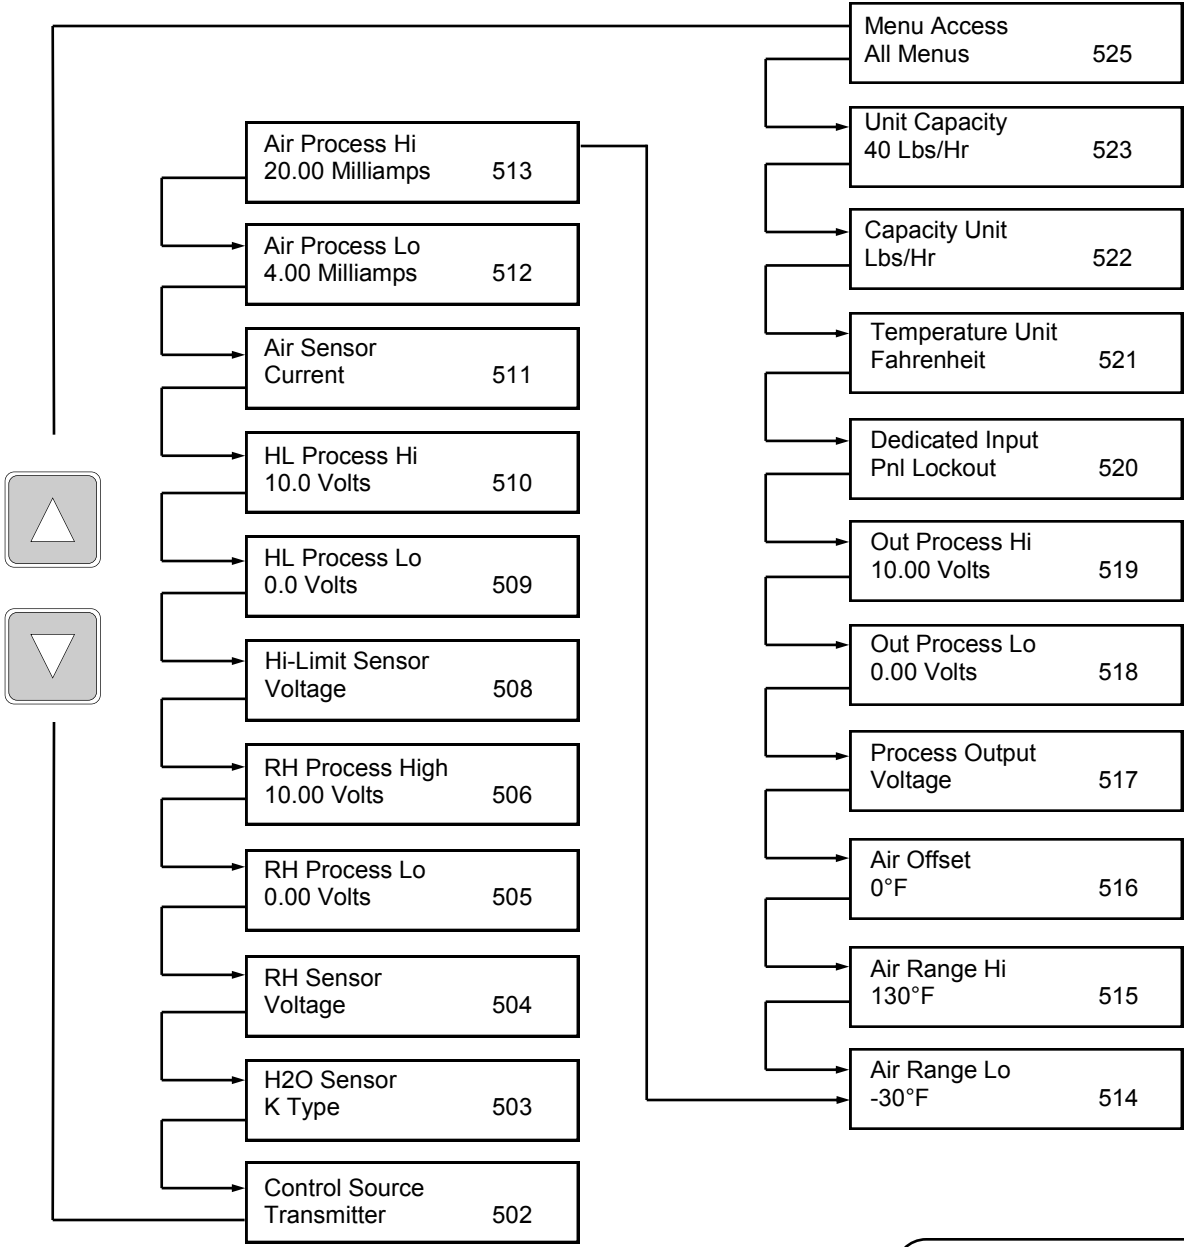 Air Process Hi
20.00 Milliamps 513
Air Process Lo
4.00 Milliamps 512
Air Sensor
Current 511
HL Process Hi
10.0 Volts 510
HL Process Lo
0.0 Volts 509
Hi-Limit Sensor
Voltage 508
RH Process High
10.00 Volts 506
RH Process Lo
0.00 Volts 505
RH Sensor
Voltage 504
H2O Sensor
K Type 503
Control Source
Transmitter 502
Menu Access
All Menus 525
Unit Capacity
40 Lbs/Hr 523
Capacity Unit
Lbs/Hr 522
Temperature Unit
Fahrenheit 521
Dedicated Input
Pnl Lockout 520
Out Process Hi
10.00 Volts 519
Out Process Lo
0.00 Volts 518
Process Output
Voltage 517
Air Offset
0°F 516
Air Range Hi
130°F 515
Air Range Lo
-30°F 514